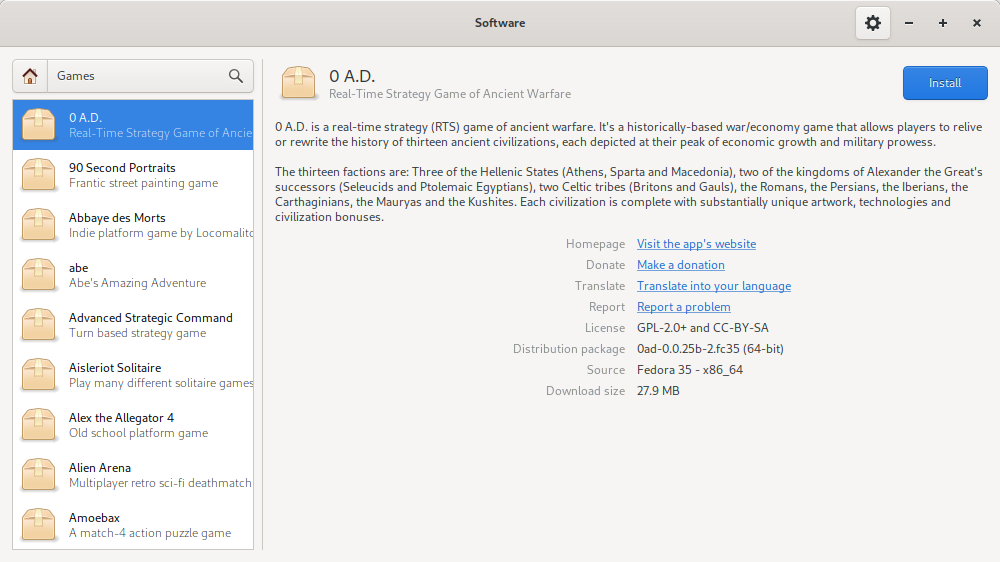 Software
Games
0 A.D.
Real-Time Strategy Game of Ancie
90 Second Portraits
Frantic street painting game
Abbaye des Morts
Indie platform game by Locomalito
abe
Abe's Amazing Adventure
Advanced Strategic Command
Turn based strategy game
Aisleriot Solitaire
Play many different solitaire games
Alex the Allegator 4
Old school platform game
Alien Arena
Multiplayer retro sci-fi deathmatch
Amoebax
A match-4 action puzzle game
0 A.D.
Real-Time Strategy Game of Ancient Warfare
Install
0 A.D. is a real-time strategy (RTS) game of ancient warfare. It's a historically-based war/economy game that allows players to relive
or rewrite the history of thirteen ancient civilizations, each depicted at their peak of economic growth and military prowess.
The thirteen factions are: Three of the Hellenic States (Athens, Sparta and Macedonia), two of the kingdoms of Alexander the Great's
successors (Seleucids and Ptolemaic Egyptians), two Celtic tribes (Britons and Gauls), the Romans, the Persians, the Iberians, the
Carthaginians, the Mauryas and the Kushites. Each civilization is complete with substantially unique artwork, technologies and
civilization bonuses.
Homepage Visit the app's website
Donate Make a donation
Translate Translate into your language
Report Report a problem
License GPL-2.0+ and CC-BY-SA
Distribution package 0ad-0.0.25b-2.fc35 (64-bit)
Source Fedora 35 - x86_64
Download size 27.9 MB